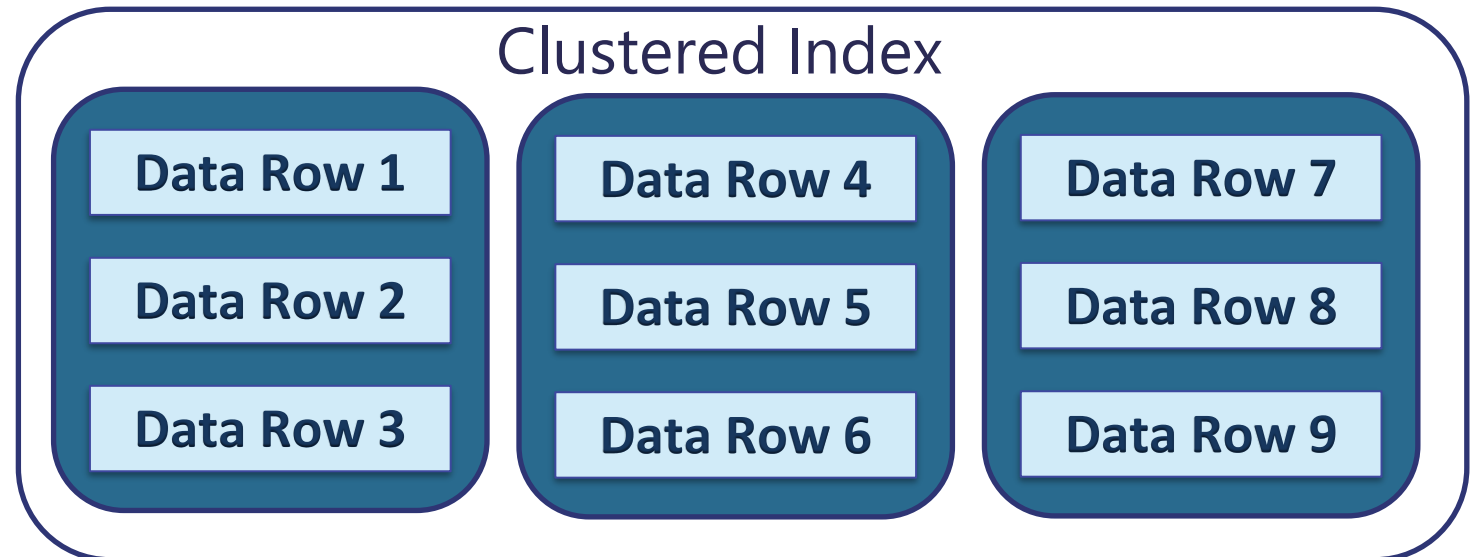 Clustered Index
Data Row 1
Data Row 2
Data Row 3
Data Row 4
Data Row 5
Data Row 6
Data Row 7
Data Row 8
Data Row 9